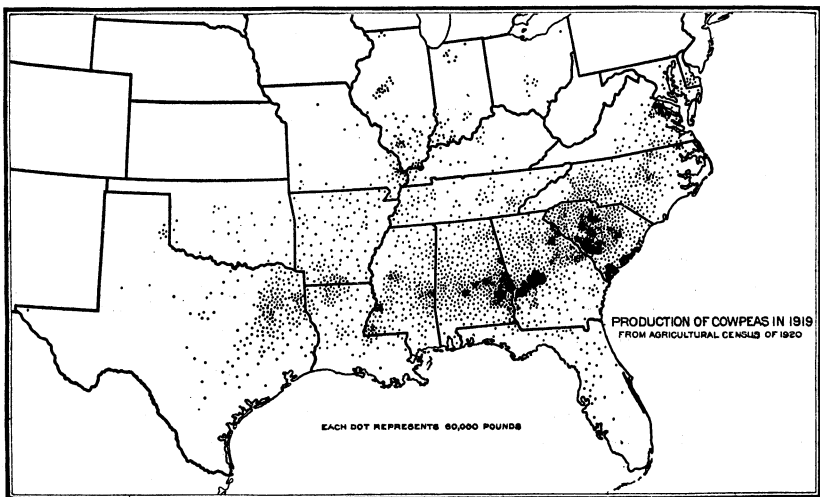 PRODUCTION OF COWPEAS IN 1919
FROM AGRICULTURAL CENSUS OF 1920
EACH DOT REPRESENTS 60,000 POUNDS